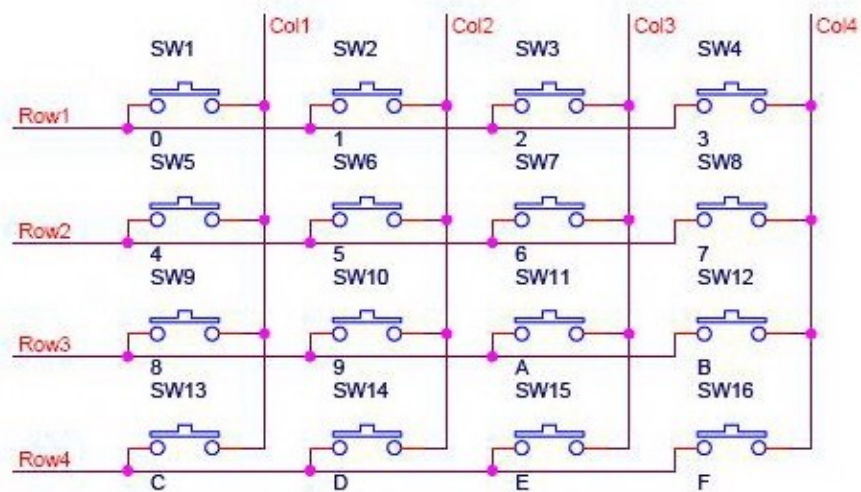 Col1 Col2 Col3 Col4
SW1 SW2 SW3 SW4
Row1
0 1 2 3
SW5 SW6 SW7 SW8
Row2
4 5 6 7
SW9 SW10 SW11 SW12
Row3
8 9 A B
SW13 SW14 SW15 SW16
Row4
C D E F